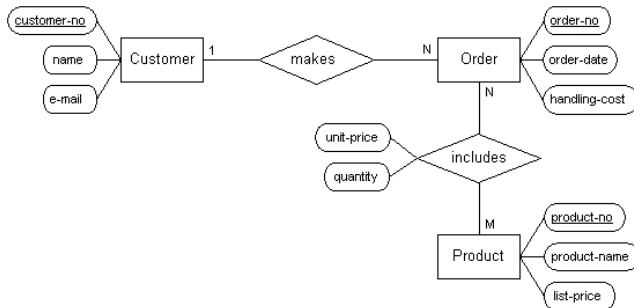 customer-no
name
e-mail
Customer
1
makes
N
Order
order-no
order-date
handling-cost
N
unit-price
quantity
includes
M
Product
product-no
product-name
list-price